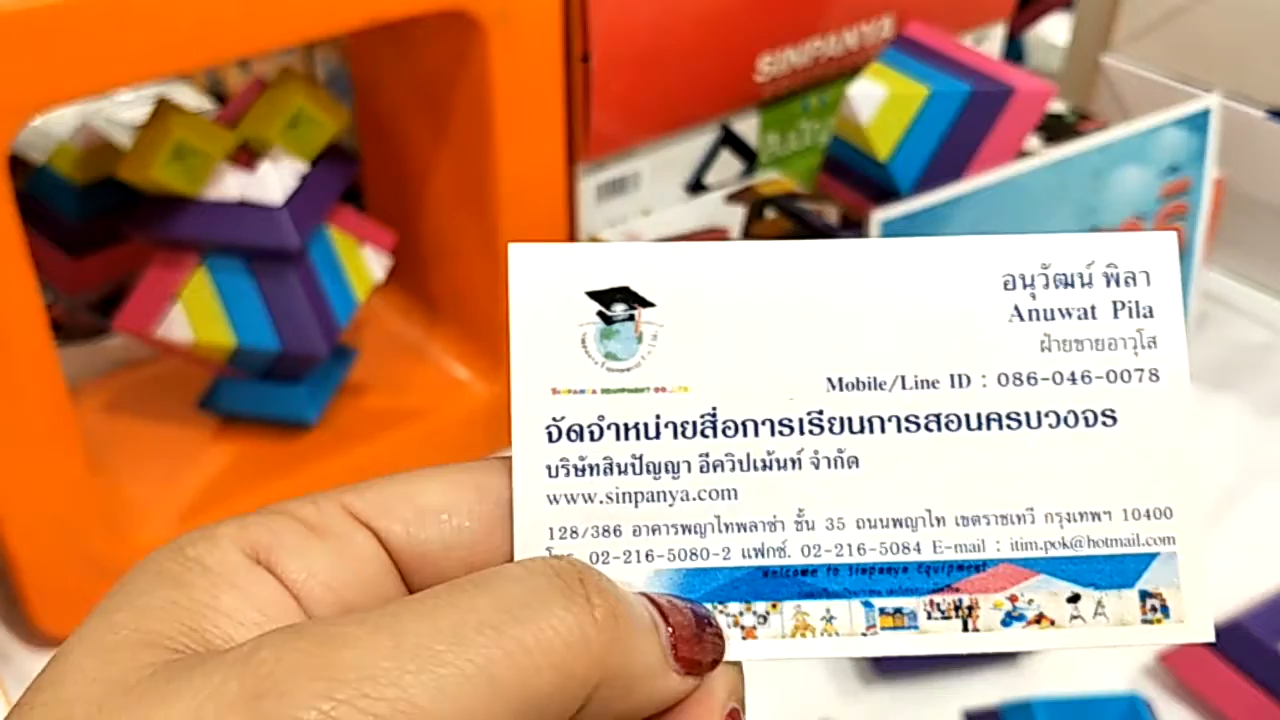 SINPANYA
อนุวัฒน์ พิลา
Anuwat Pila
ฝ่ายขายอาวุโส
Mobile/Line ID : 086-046-0078
SINPANYA EQUIPMENT CO.,LTD.
จัดจำหน่ายสื่อการเรียนการสอนครบวงจร
บริษัทสินปัญญา อีควิปเม้นท์ จำกัด
www.sinpanya.com
128/386 อาคารพญาไทพลาซ่า ชั้น 35 ถนนพญาไท เขตราชเทวี กรุงเทพฯ 10400
02-216-5080-2 แฟกซ์. 02-216-5084 E-mail : itim.pok@hotmail.com
Welcome to Sinpanya Equipment